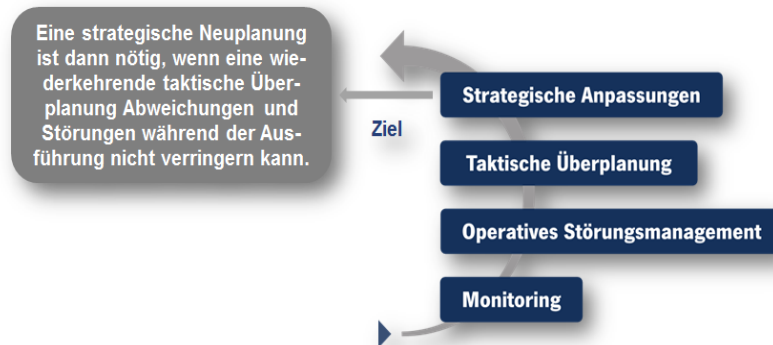 Eine strategische Neuplanung
ist dann nötig, wenn eine wie-
derkehrende taktische Über-
planung Abweichungen und
Störungen während der Aus-
führung nicht verringern kann.
Ziel
Strategische Anpassungen
Taktische Überplanung
Operatives Störungsmanagement
Monitoring